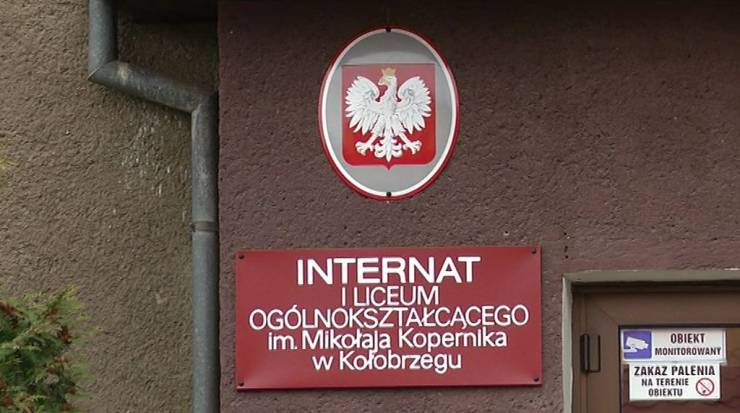 INTERNAT
I LICEUM
OGÓLNOKSZTAŁCĄCEGO
im. Mikołaja Kopernika
w Kołobrzegu
OBIEKT
MONITOROWANY
ZAKAZ PALENIA
NA TERENIE
OBIEKTU